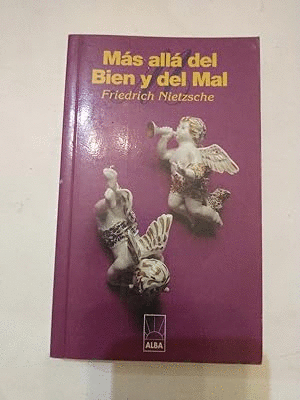 Más allá del
Bien y del Mal
Friedrich Nietzsche
ALBA